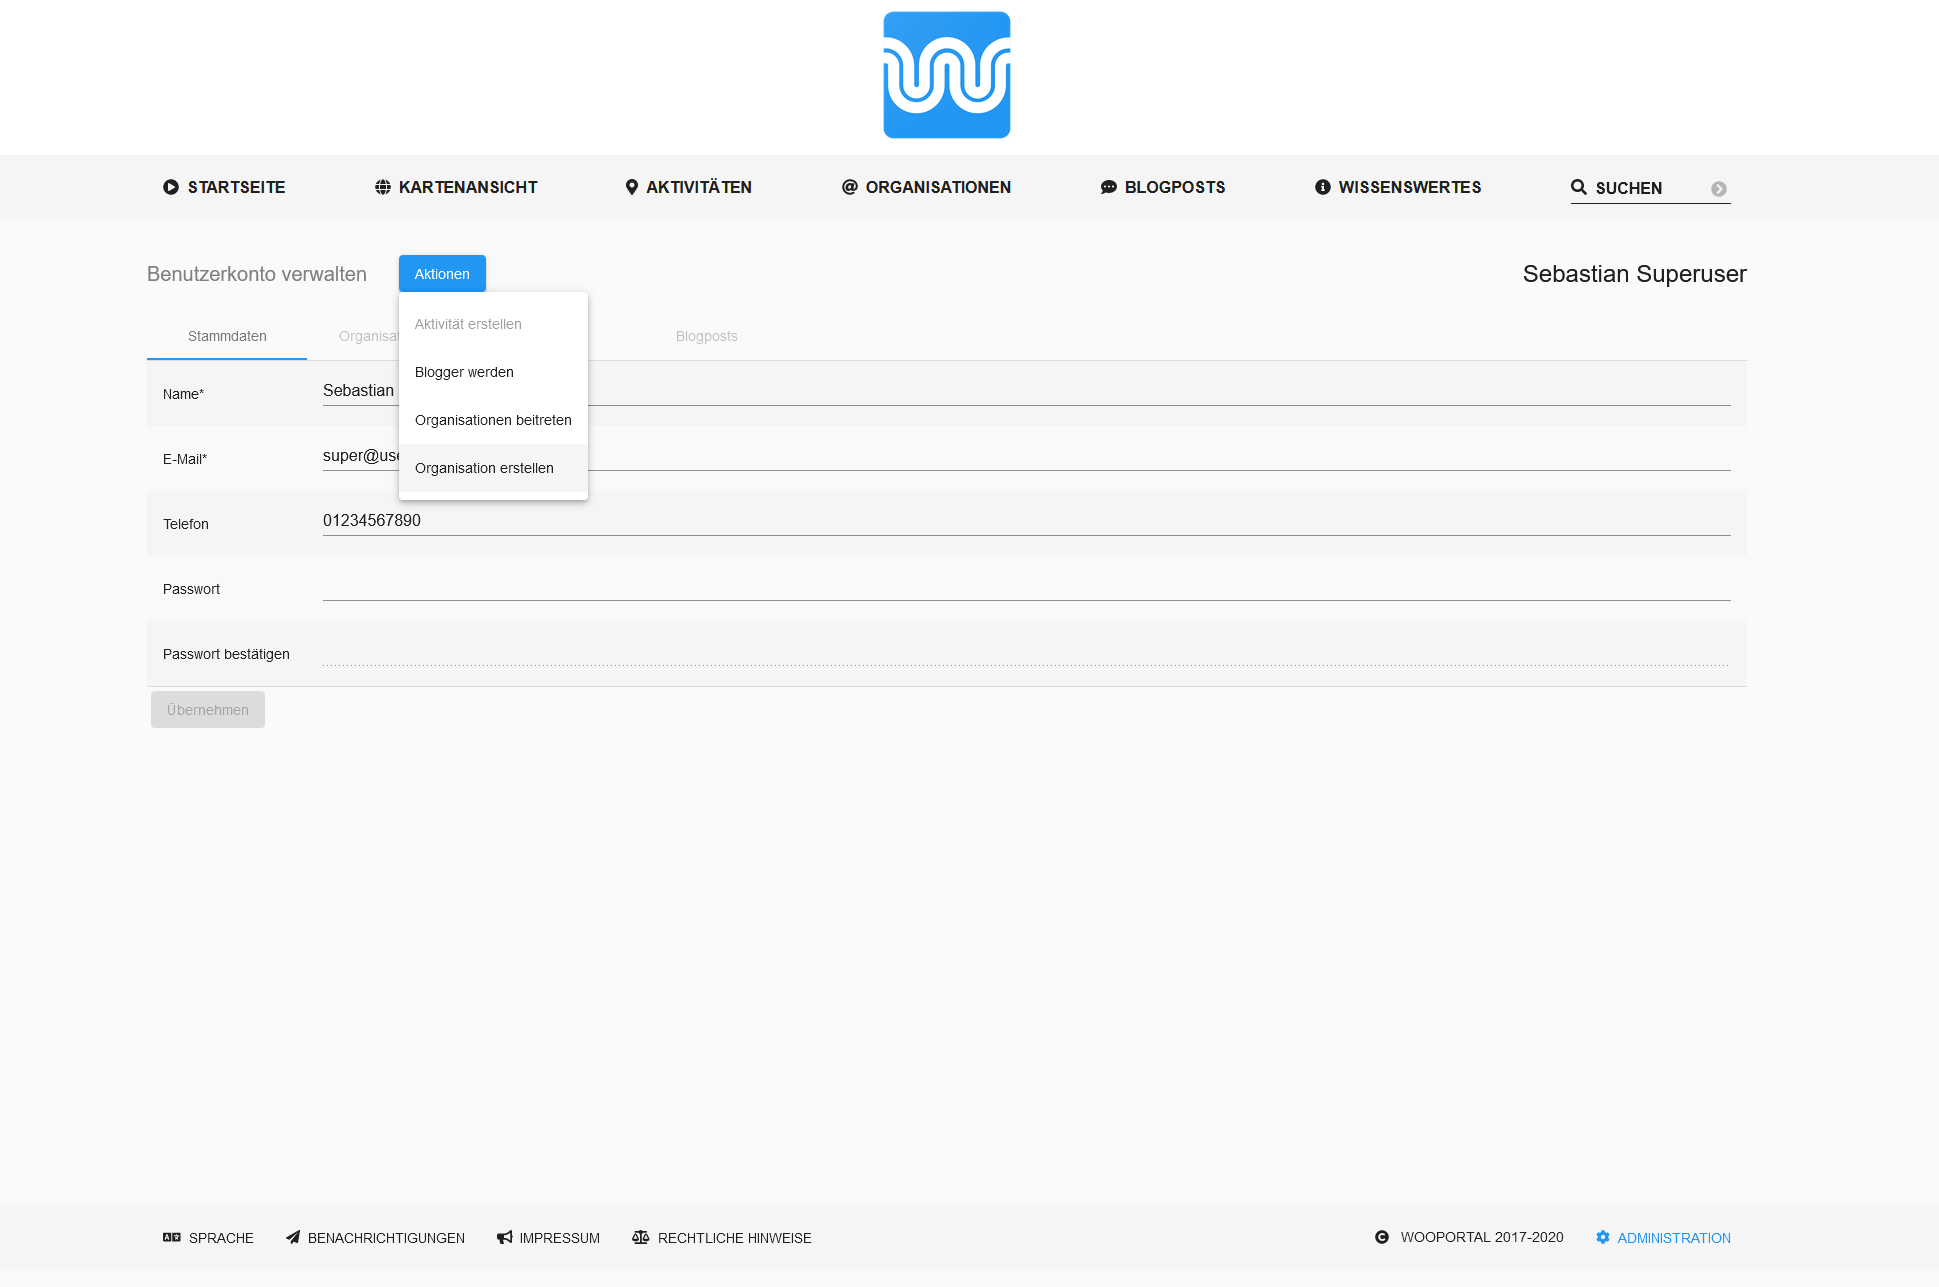 STARTSEITE KARTENANSICHT AKTIVITÄTEN ORGANISATIONEN BLOGPOSTS WISSENSWERTES SUCHEN
Benutzerkonto verwalten Aktionen Sebastian Superuser
Aktivität erstellen
Blogger werden
Organisationen beitreten
Organisation erstellen
Stammdaten Organisat Blogposts
Name* Sebastian
E-Mail* super@use
Telefon 01234567890
Passwort
Passwort bestätigen
Übernehmen
SPRACHE BENACHRICHTIGUNGEN IMPRESSUM RECHTLICHE HINWEISE WOOPORTAL 2017-2020 ADMINISTRATION